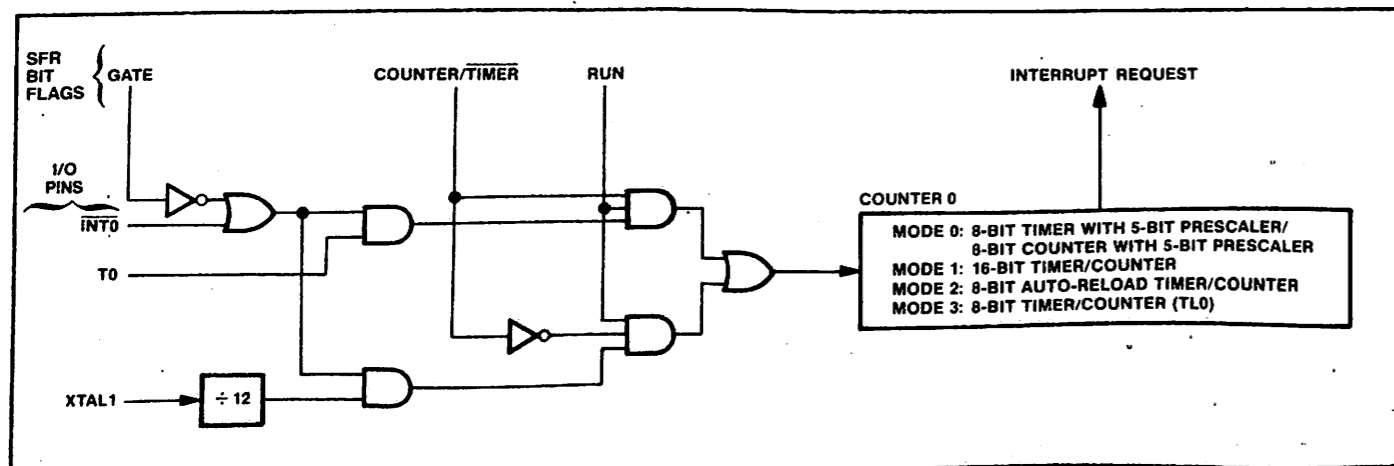 SFR
BIT
FLAGS
GATE
COUNTER/TIMER
RUN
INTERRUPT REQUEST
I/O
PINS
INT0
T0
XTAL1
÷ 12
COUNTER 0
MODE 0: 8-BIT TIMER WITH 5-BIT PRESCALER/
8-BIT COUNTER WITH 5-BIT PRESCALER
MODE 1: 16-BIT TIMER/COUNTER
MODE 2: 8-BIT AUTO-RELOAD TIMER/COUNTER
MODE 3: 8-BIT TIMER/COUNTER (TL0)